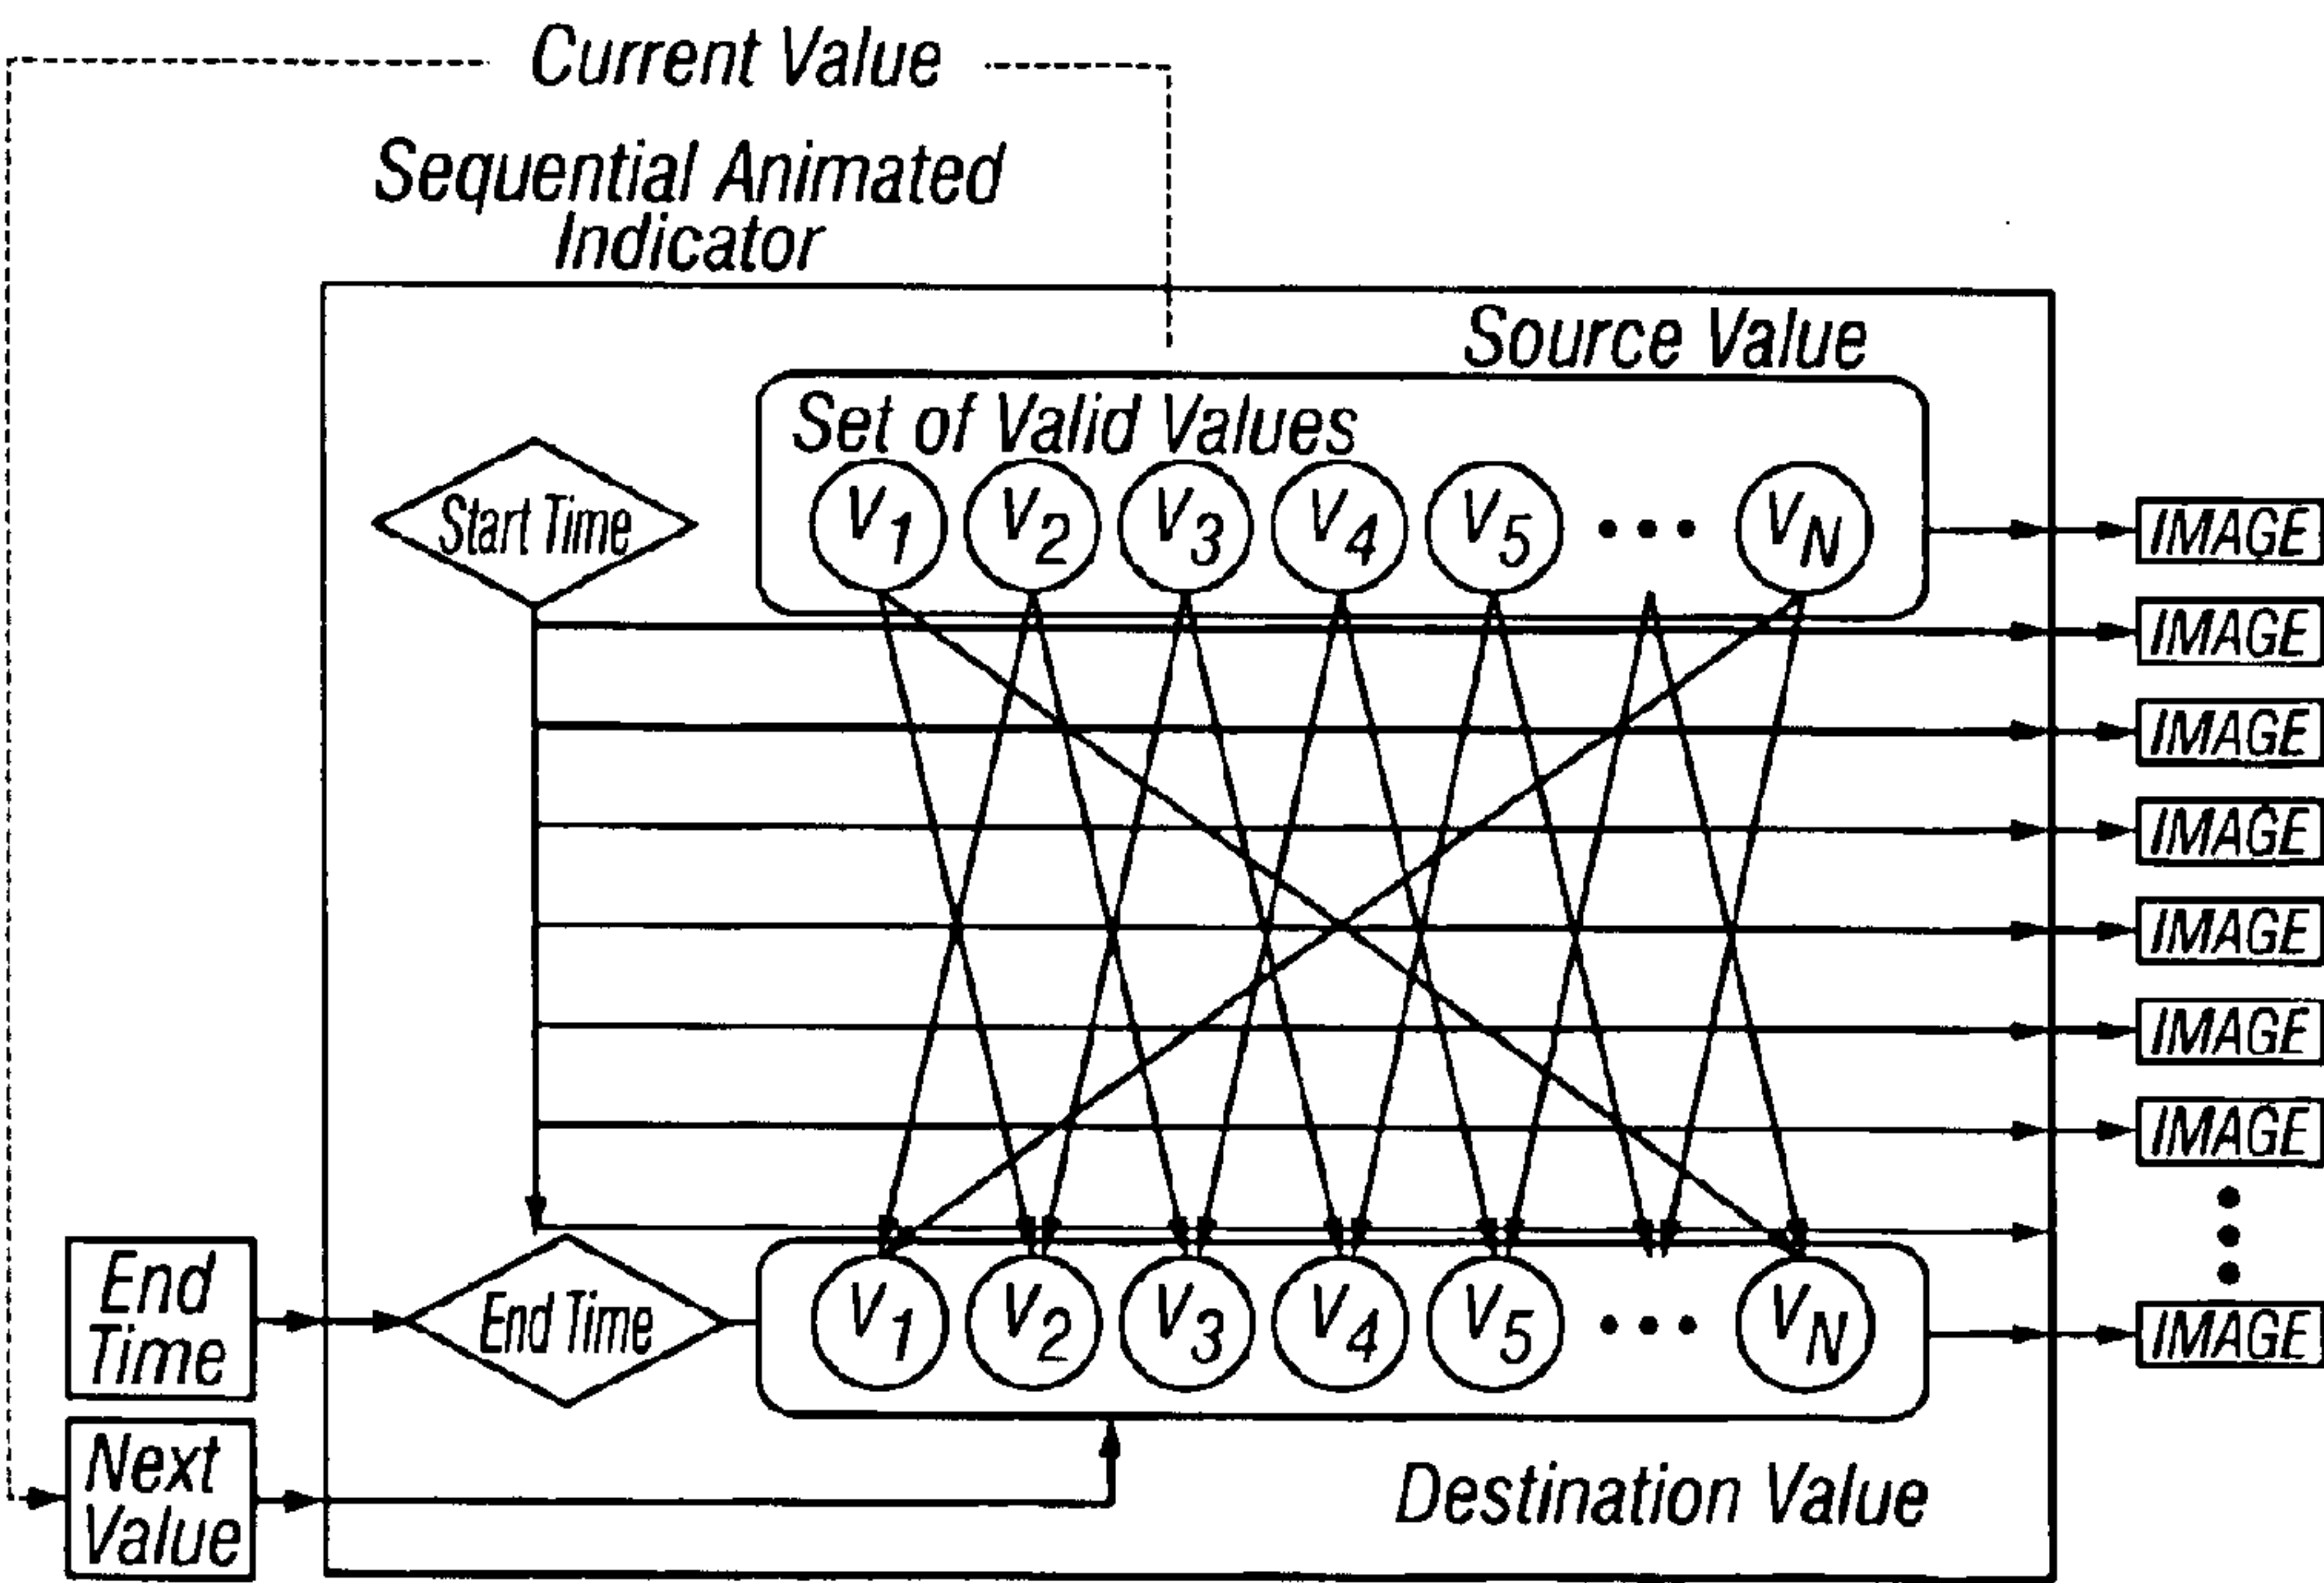 Current Value
Sequential Animated
Indicator
Source Value
Set of Valid Values
Start Time
V1 V2 V3 V4 V5 ••• VN
IMAGE
IMAGE
IMAGE
IMAGE
IMAGE
IMAGE
IMAGE
End
Time
End Time
V1 V2 V3 V4 V5 ••• VN
IMAGE
Next
Value
Destination Value